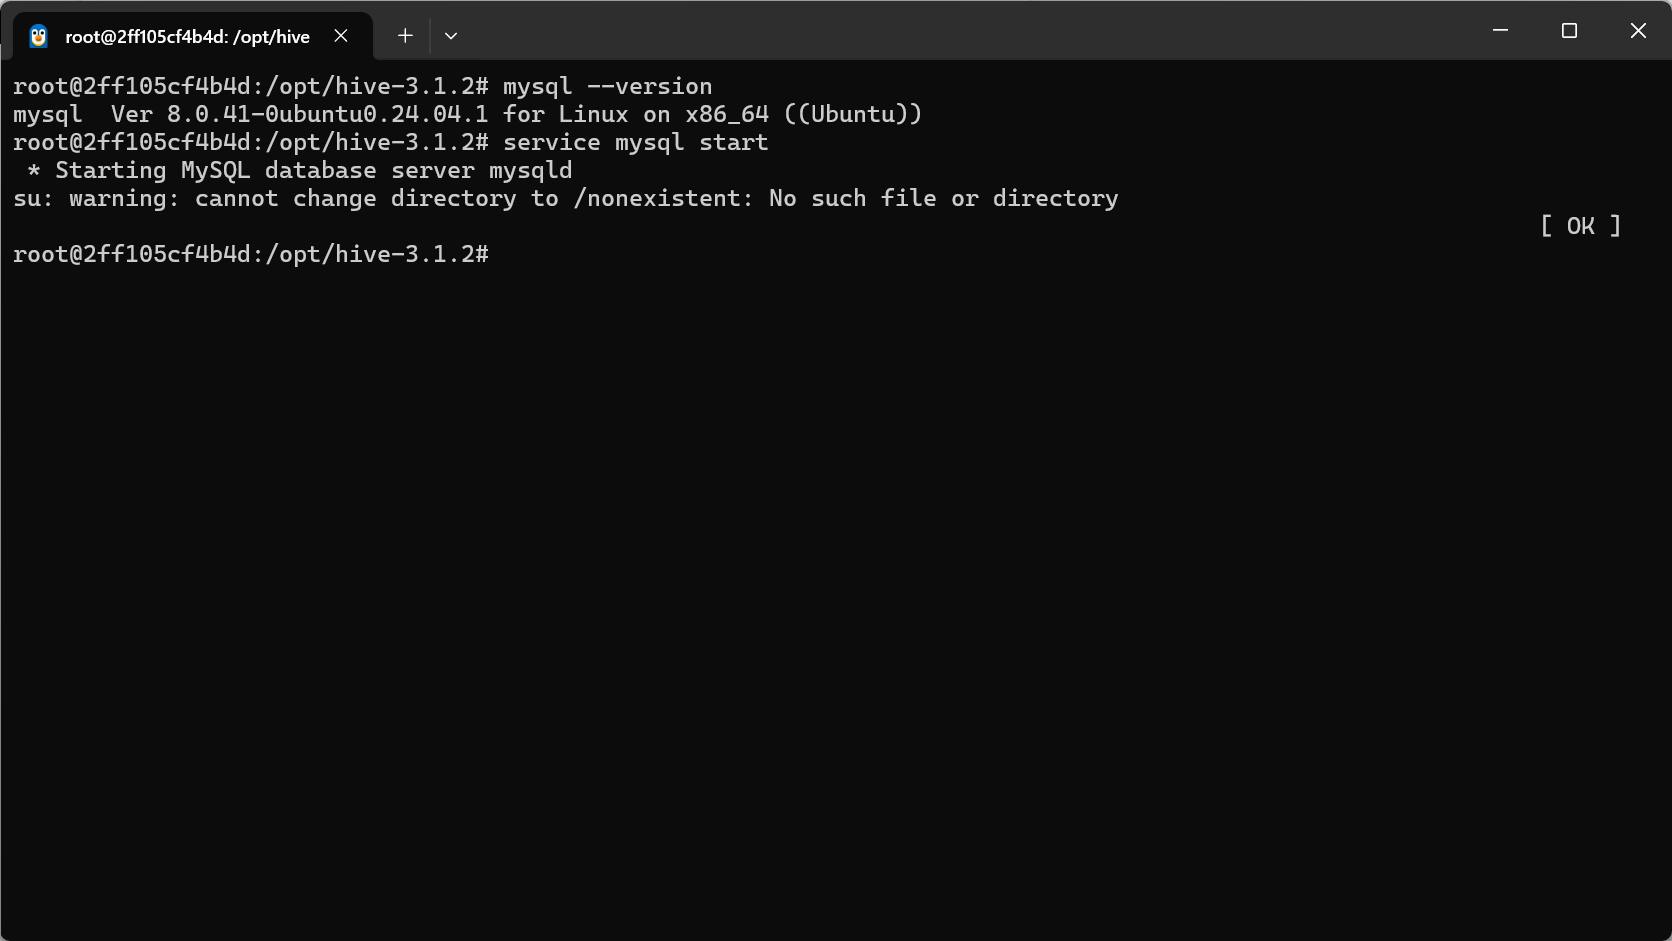 root@2ff105cf4b4d: /opt/hive
root@2ff105cf4b4d:/opt/hive-3.1.2# mysql --version
mysql  Ver 8.0.41-0ubuntu0.24.04.1 for Linux on x86_64 ((Ubuntu))
root@2ff105cf4b4d:/opt/hive-3.1.2# service mysql start
 * Starting MySQL database server mysqld
su: warning: cannot change directory to /nonexistent: No such file or directory
[ OK ]
root@2ff105cf4b4d:/opt/hive-3.1.2#